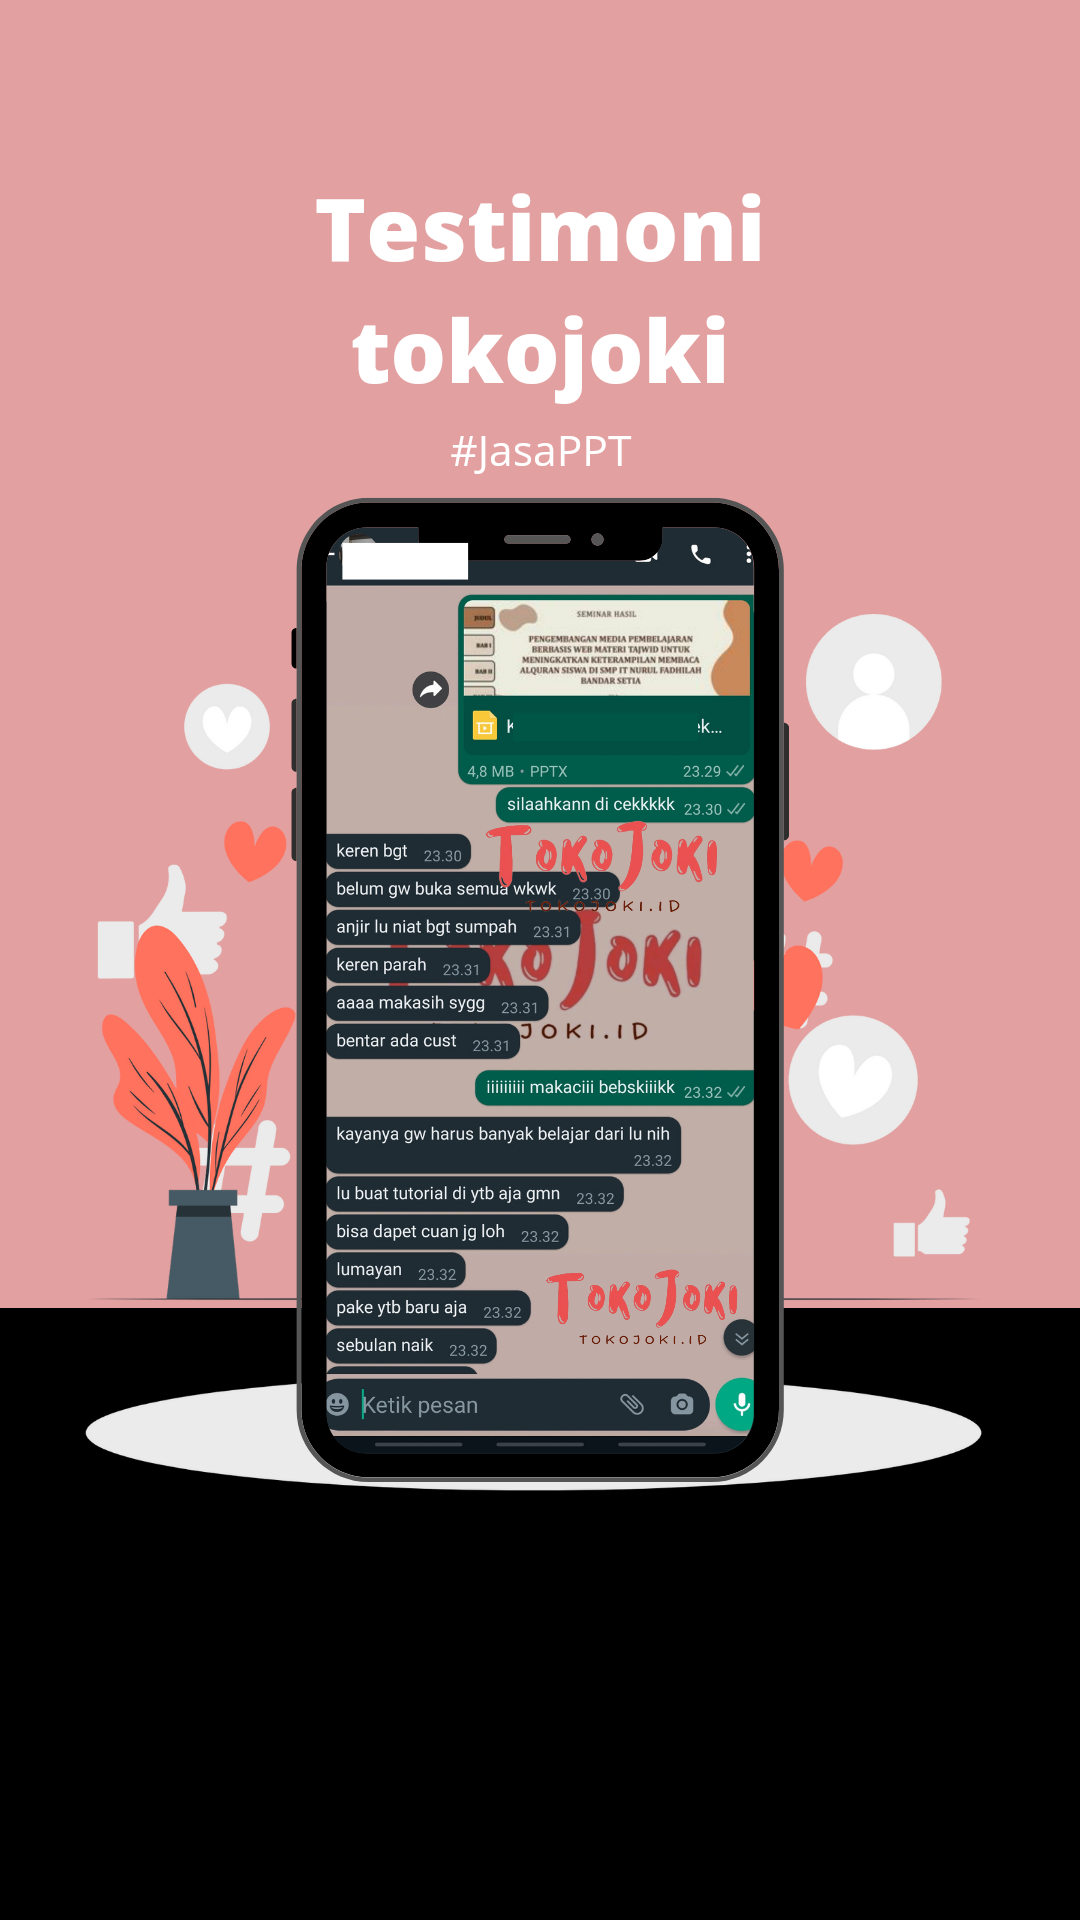 Testimoni
tokojoki
#JasaPPT
JUDUL
BAB I
BAB II
SEMINAR HASIL
PENGEMBANGAN MEDIA PEMBELAJARAN
BERBASIS WEB MATERI TAJWID UNTUK
MENINGKATKAN KETERAMPILAN MEMBACA
ALQURAN SISWA DI SMP IT NURUL FADHILAH
BANDAR SETIA
ek...
4,8 MB • PPTX 23.29
silaahkann di cekkkkk 23.30
TOKOJOKI
TOKOJOKI.ID
keren bgt 23.30
belum gw buka semua wkwk 23.30
anjir lu niat bgt sumpah 23.31
keren parah 23.31
JOKI
aaaa makasih sygg 23.31
bentar ada cust 23.31
JOKI.ID
iiiiiiiii makaciii bebskiiikk 23.32
kayanya gw harus banyak belajar dari lu nih
23.32
lu buat tutorial di ytb aja gmn 23.32
bisa dapet cuan jg loh 23.32
lumayan 23.32
pake ytb baru aja 23.32
sebulan naik 23.32
TOKOJOKI
TOKOJOKI.ID
Ketik pesan